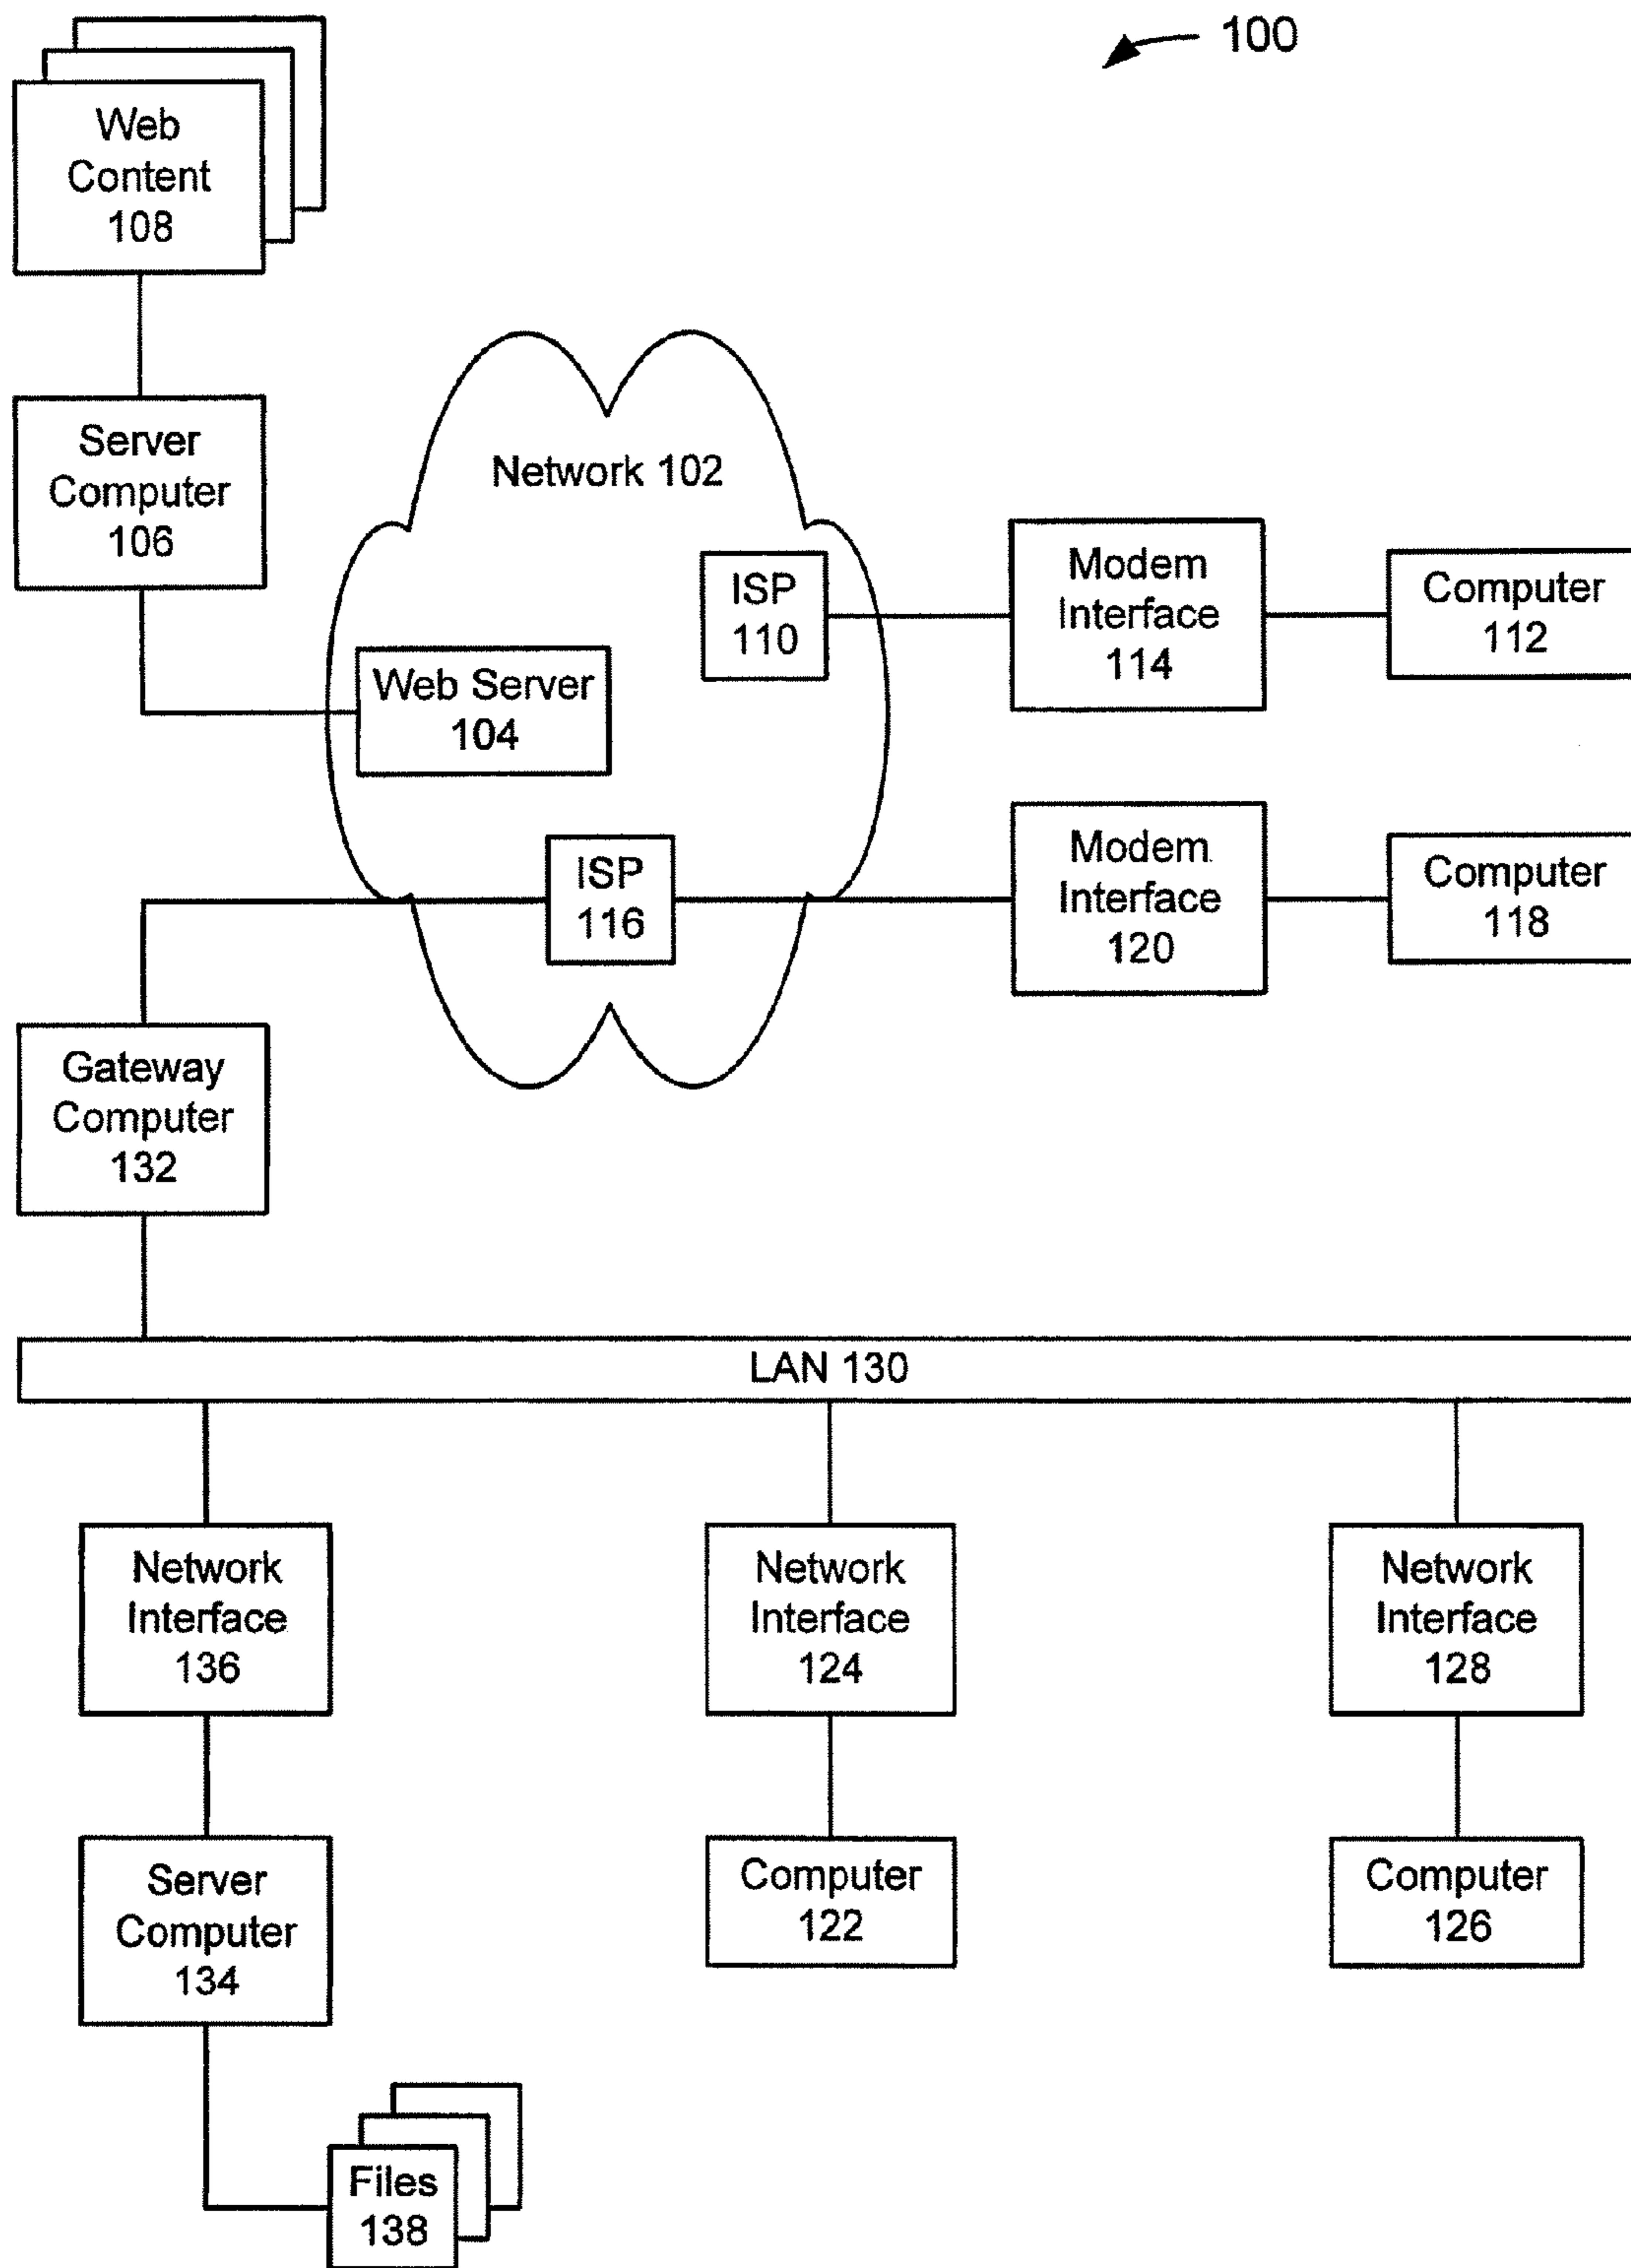 100
Web
Content
108
Server
Computer
106
Network 102
ISP
110
Modem
Interface
114
Computer
112
Web Server
104
ISP
116
Modem
Interface
120
Computer
118
Gateway
Computer
132
LAN 130
Network
Interface
136
Network
Interface
124
Network
Interface
128
Server
Computer
134
Computer
122
Computer
126
Files
138